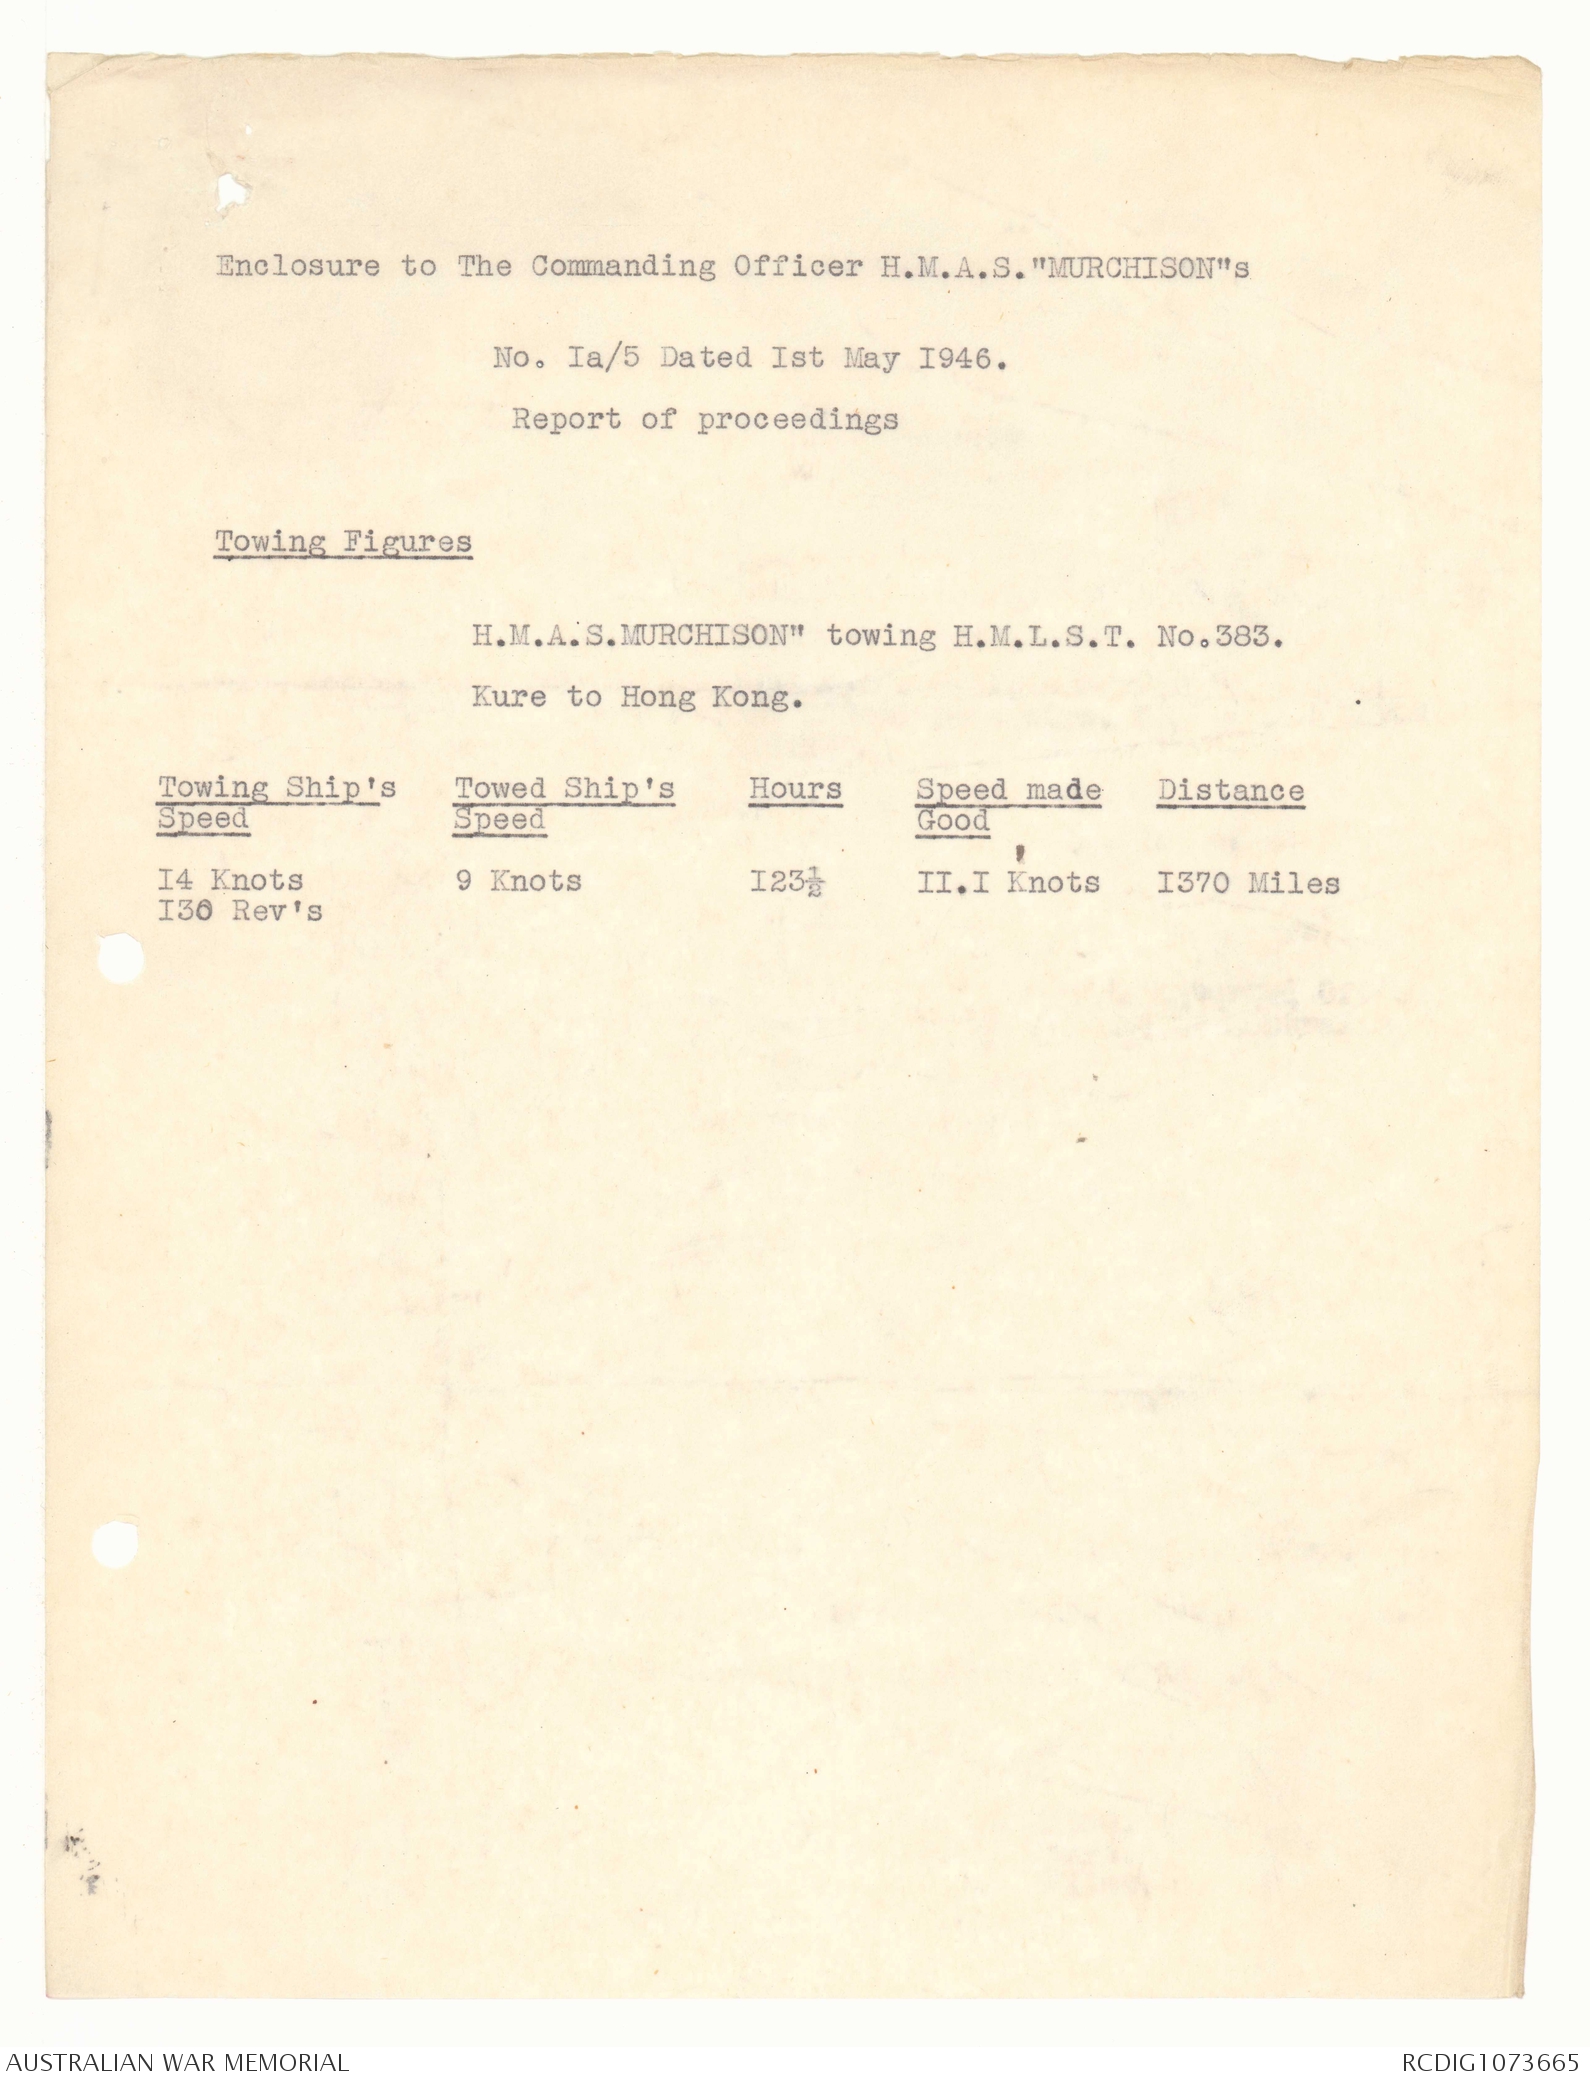 Enclosure to The Commanding Officer H.M.A.S."MURCHISON"s
No. Ia/5 Dated Ist May I946.
Report of proceedings
Towing Figures
H.M.A.S.MURCHISON" towing H.M.L.S.T. No.383.
Kure to Hong Kong.
Towing Ship's Speed
Towed Ship's Speed
Hours
Speed made Good
Distance
I4 Knots
9 Knots
I23½
II.I Knots
I370 Miles
I30 Rev's
AUSTRALIAN WAR MEMORIAL
RCDIG1073665